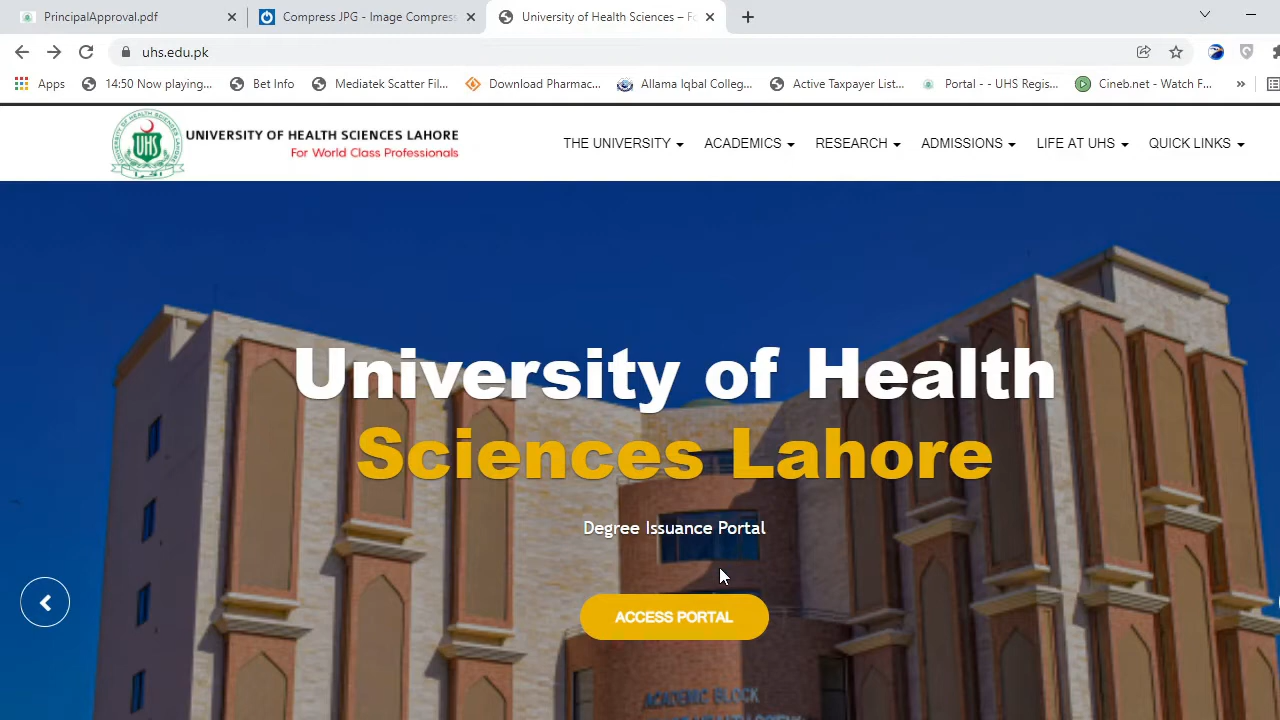 PrincipalApproval.pdf
Compress JPG - Image Compress
University of Health Sciences – Fo
uhs.edu.pk
Apps
14:50 Now playing...
Bet Info
Mediatek Scatter Fil...
Download Pharmac...
Allama Iqbal Colleg...
Active Taxpayer List...
Portal - - UHS Regis...
Cineb.net - Watch F...
»
UHS
UNIVERSITY OF HEALTH SCIENCES LAHORE
For World Class Professionals
THE UNIVERSITY
ACADEMICS
RESEARCH
ADMISSIONS
LIFE AT UHS
QUICK LINKS
University of Health
Sciences Lahore
Degree Issuance Portal
ACCESS PORTAL
ACADEMIC BLOCK